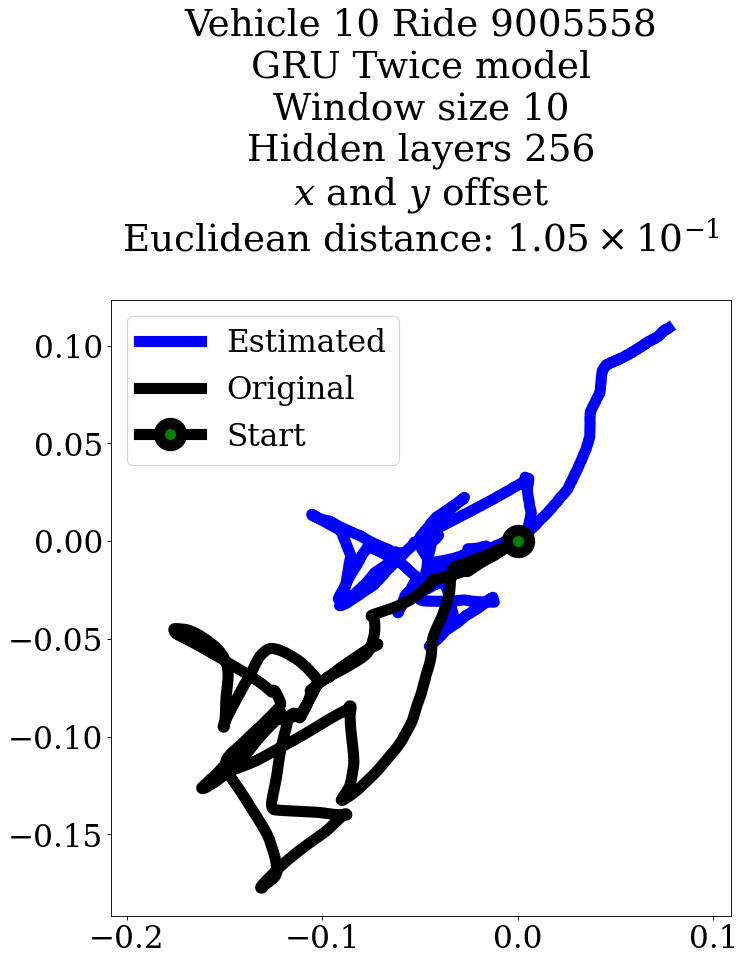 Vehicle 10 Ride 9005558
GRU Twice model
Window size 10
Hidden layers 256
x and y offset
Euclidean distance: 1.05 × 10⁻¹
Estimated
Original
Start
0.10
0.05
0.00
−0.05
−0.10
−0.15
−0.2
−0.1
0.0
0.1